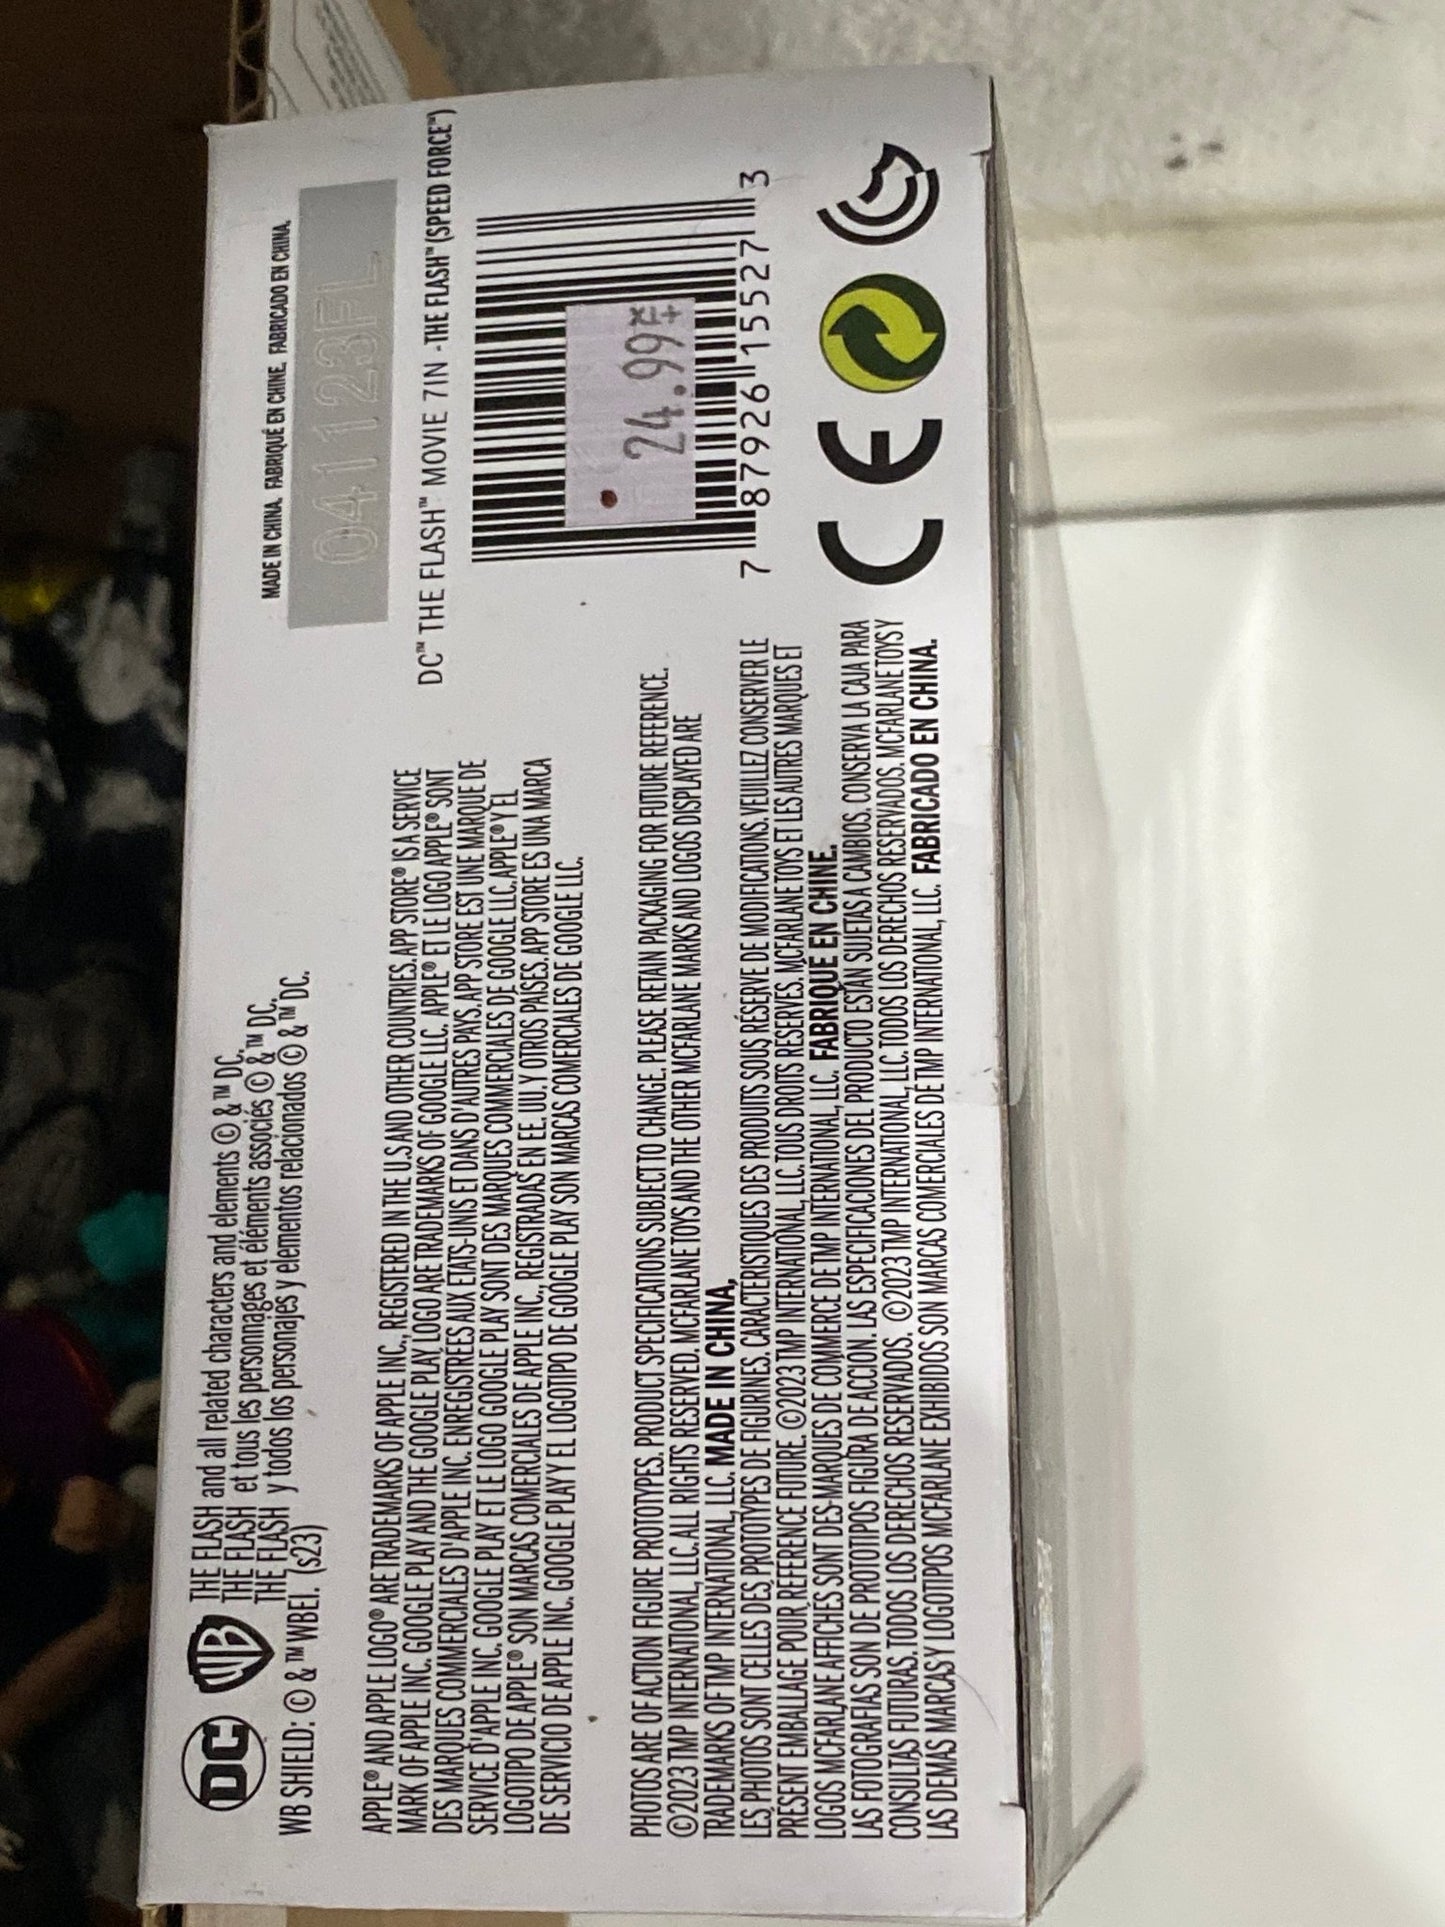 DC WB THE FLASH and all related characters and elements © & ™ DC.
THE FLASH et tous les personnages et éléments associés © & ™ DC.
THE FLASH y todos los personajes y elementos relacionados © & ™ DC.
WB SHIELD: © & ™ WBEI. (s23)
APPLE® AND APPLE LOGO® ARE TRADEMARKS OF APPLE INC., REGISTERED IN THE U.S AND OTHER COUNTRIES. APP STORE® IS A SERVICE
MARK OF APPLE INC. GOOGLE PLAY AND THE GOOGLE PLAY LOGO ARE TRADEMARKS OF GOOGLE LLC. APPLE® ET LE LOGO APPLE® SONT
DES MARQUES COMMERCIALES D'APPLE INC. ENREGISTRÉES AUX ETATS-UNIS ET DANS D'AUTRES PAYS. APP STORE EST UNE MARQUE DE
SERVICE D'APPLE INC. GOOGLE PLAY ET LE LOGO GOOGLE PLAY SONT DES MARQUES COMMERCIALES DE GOOGLE LLC. APPLE® Y EL
LOGOTIPO DE APPLE® SON MARCAS COMERCIALES DE APPLE INC., REGISTRADAS EN EE. UU. Y OTROS PAÍSES. APP STORE ES UNA MARCA
DE SERVICIO DE APPLE INC. GOOGLE PLAY Y EL LOGOTIPO DE GOOGLE PLAY SON MARCAS COMERCIALES DE GOOGLE LLC.
PHOTOS ARE OF ACTION FIGURE PROTOTYPES. PRODUCT SPECIFICATIONS SUBJECT TO CHANGE. PLEASE RETAIN PACKAGING FOR FUTURE REFERENCE.
©2023 TMP INTERNATIONAL, LLC. ALL RIGHTS RESERVED. MCFARLANE TOYS AND THE OTHER MCFARLANE MARKS AND LOGOS DISPLAYED ARE
TRADEMARKS OF TMP INTERNATIONAL, LLC. MADE IN CHINA.
LES PHOTOS SONT CELLES DES PROTOTYPES DE FIGURINES. CARACTERISTIQUES DES PRODUITS SOUS RÉSERVE DE MODIFICATIONS. VEUILLEZ CONSERVER LE
PRÉSENT EMBALLAGE POUR RÉFÉRENCE FUTURE. ©2023 TMP INTERNATIONAL, LLC. TOUS DROITS RÉSERVÉS. MCFARLANE TOYS ET LES AUTRES MARQUES ET
LOGOS MCFARLANE AFFICHÉS SONT DES MARQUES DE COMMERCE DE TMP INTERNATIONAL, LLC. FABRIQUÉ EN CHINE.
LAS FOTOGRAFÍAS SON DE PROTOTIPOS FIGURA DE ACCIÓN. LAS ESPECIFICACIONES DEL PRODUCTO ESTÁN SUJETAS A CAMBIOS. CONSERVA LA CAJA PARA
CONSULTAS FUTURAS. TODOS LOS DERECHOS RESERVADOS. ©2023 TMP INTERNATIONAL, LLC. TODOS LOS DERECHOS RESERVADOS. MCFARLANE TOYS Y
LAS DEMÁS MARCAS Y LOGOTIPOS MCFARLANE EXHIBIDOS SON MARCAS COMERCIALES DE TMP INTERNATIONAL, LLC. FABRICADO EN CHINA.
MADE IN CHINA. FABRIQUÉ EN CHINE. FABRICADO EN CHINA.
04123FL
DC™ THE FLASH™ MOVIE 7IN - THE FLASH™ (SPEED FORCE™)
24.99
7 87926 15527 3
CE